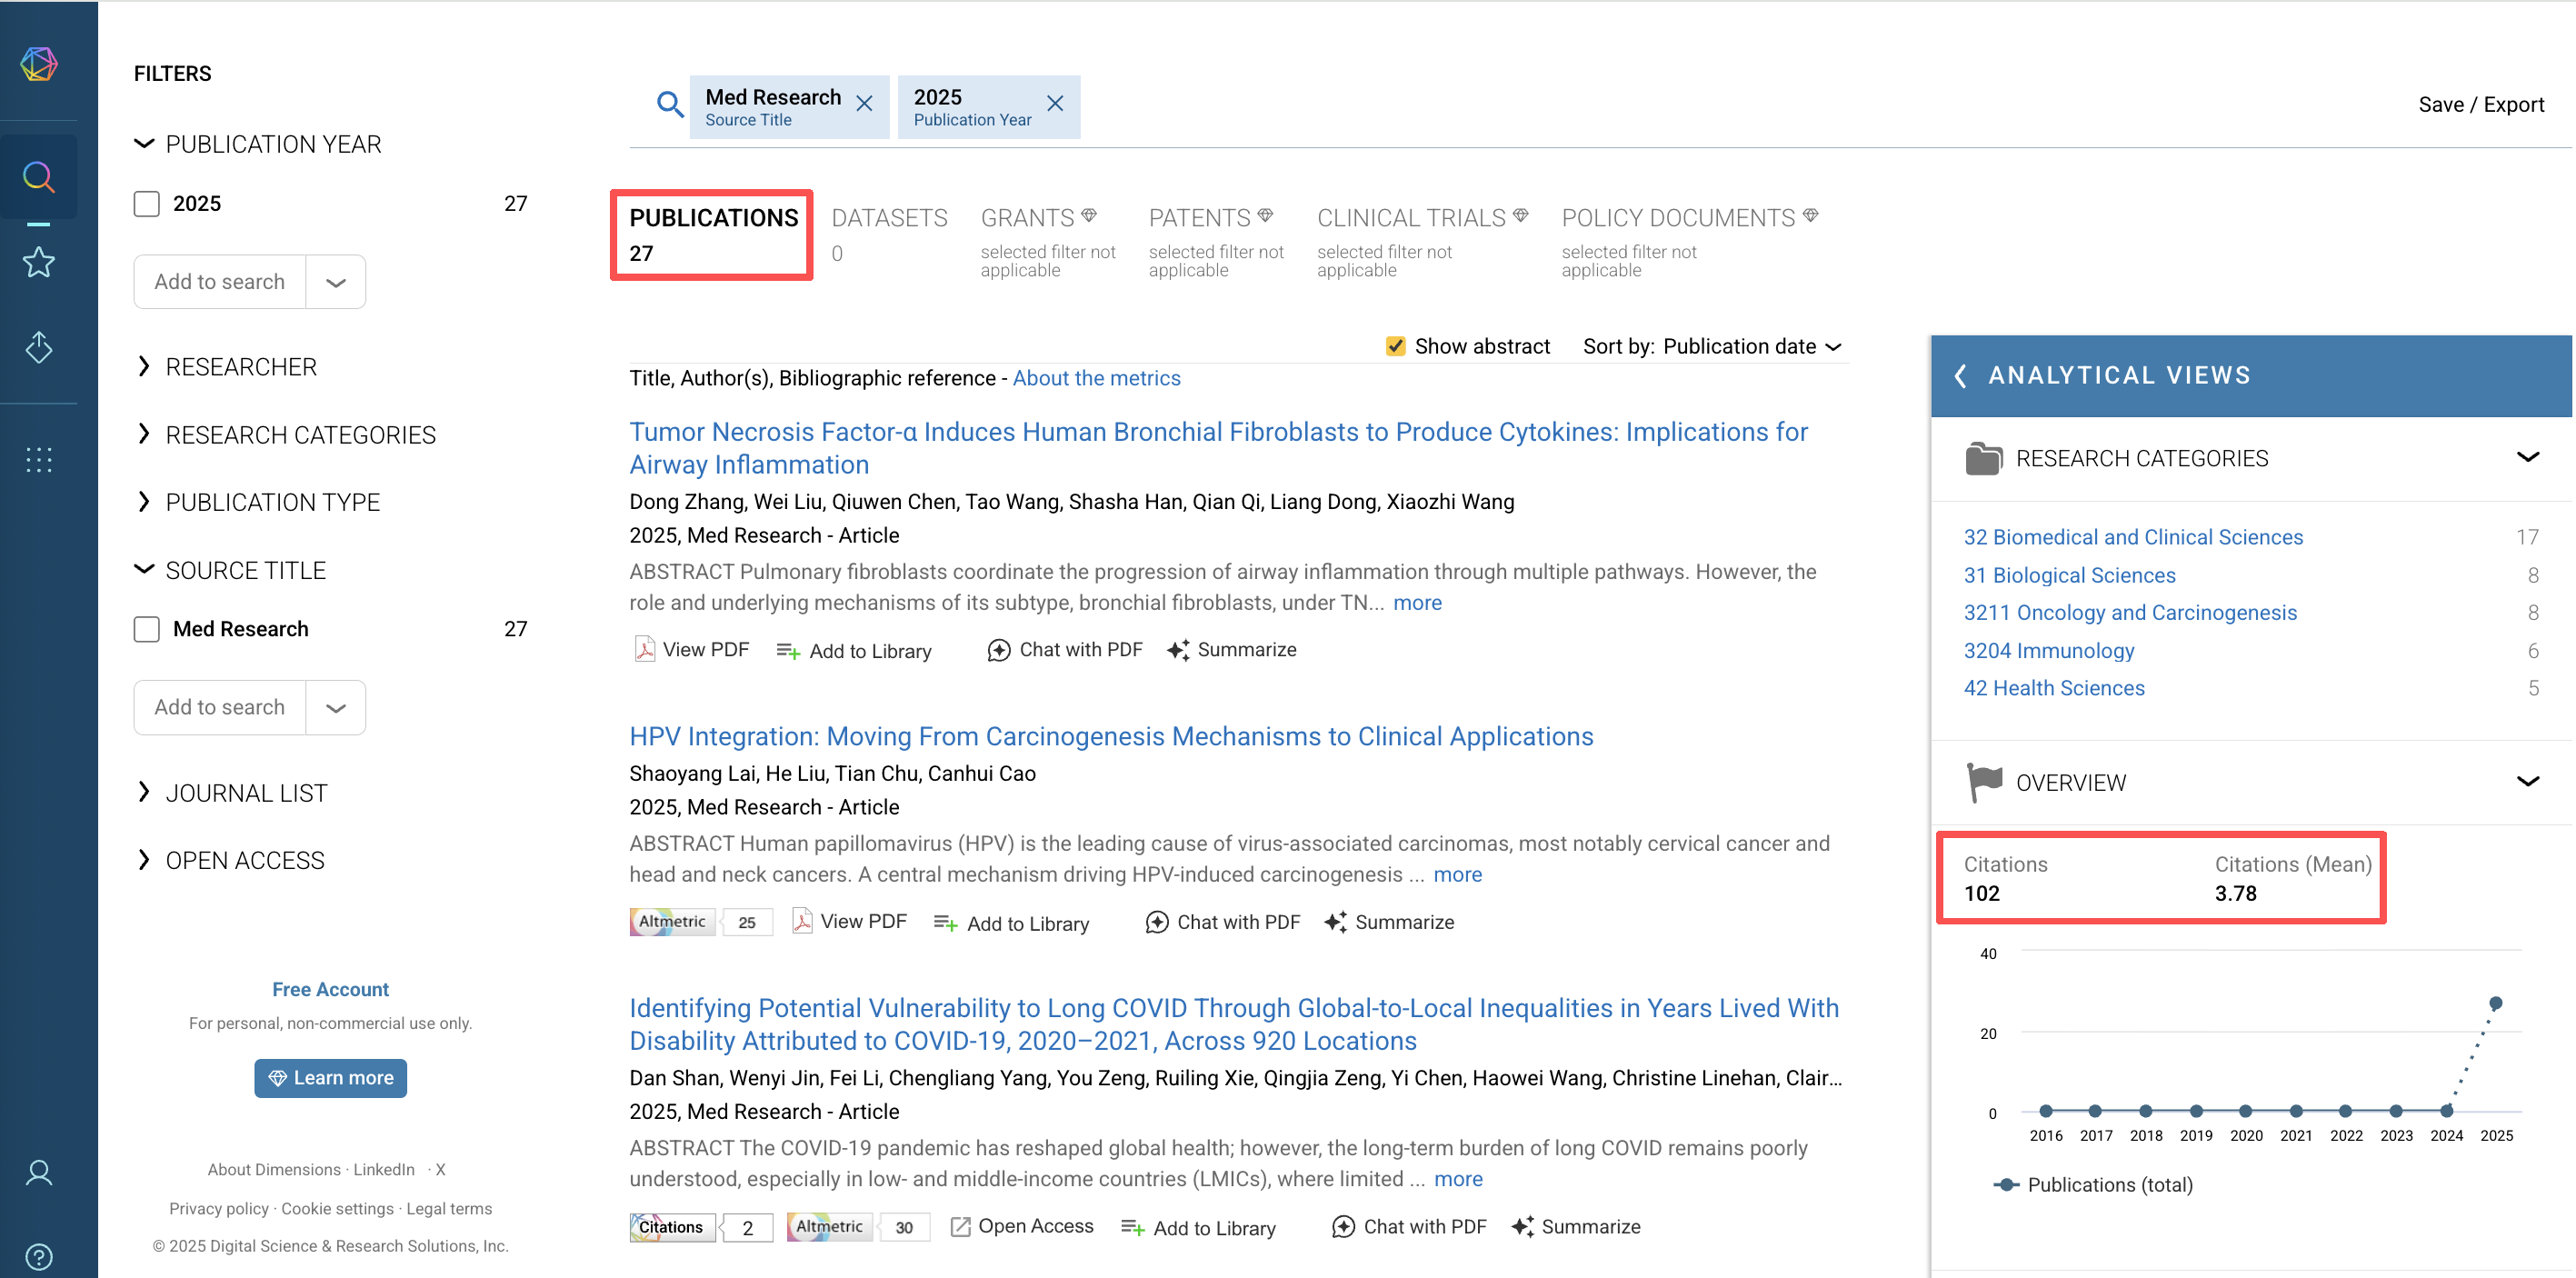 FILTERS
PUBLICATION YEAR
2025 27
Add to search
RESEARCHER
RESEARCH CATEGORIES
PUBLICATION TYPE
SOURCE TITLE
Med Research 27
Add to search
JOURNAL LIST
OPEN ACCESS
Free Account
For personal, non-commercial use only.
Learn more
About Dimensions · LinkedIn · X
Privacy policy · Cookie settings · Legal terms
© 2025 Digital Science & Research Solutions, Inc.
Med Research
Source Title
2025
Publication Year
Save / Export
PUBLICATIONS
27
DATASETS
0
GRANTS
selected filter not
applicable
PATENTS
selected filter not
applicable
CLINICAL TRIALS
selected filter not
applicable
POLICY DOCUMENTS
selected filter not
applicable
Show abstract Sort by: Publication date
Title, Author(s), Bibliographic reference - About the metrics
Tumor Necrosis Factor-α Induces Human Bronchial Fibroblasts to Produce Cytokines: Implications for
Airway Inflammation
Dong Zhang, Wei Liu, Qiuwen Chen, Tao Wang, Shasha Han, Qian Qi, Liang Dong, Xiaozhi Wang
2025, Med Research - Article
ABSTRACT Pulmonary fibroblasts coordinate the progression of airway inflammation through multiple pathways. However, the
role and underlying mechanisms of its subtype, bronchial fibroblasts, under TN... more
View PDF Add to Library Chat with PDF Summarize
HPV Integration: Moving From Carcinogenesis Mechanisms to Clinical Applications
Shaoyang Lai, He Liu, Tian Chu, Canhui Cao
2025, Med Research - Article
ABSTRACT Human papillomavirus (HPV) is the leading cause of virus-associated carcinomas, most notably cervical cancer and
head and neck cancers. A central mechanism driving HPV-induced carcinogenesis ... more
Altmetric 25 View PDF Add to Library Chat with PDF Summarize
Identifying Potential Vulnerability to Long COVID Through Global-to-Local Inequalities in Years Lived With
Disability Attributed to COVID-19, 2020–2021, Across 920 Locations
Dan Shan, Wenyi Jin, Fei Li, Chengliang Yang, You Zeng, Ruiling Xie, Qingjia Zeng, Yi Chen, Haowei Wang, Christine Linehan, Clair...
2025, Med Research - Article
ABSTRACT The COVID-19 pandemic has reshaped global health; however, the long-term burden of long COVID remains poorly
understood, especially in low- and middle-income countries (LMICs), where limited ... more
Citations 2 Altmetric 30 Open Access Add to Library Chat with PDF Summarize
ANALYTICAL VIEWS
RESEARCH CATEGORIES
32 Biomedical and Clinical Sciences 17
31 Biological Sciences 8
3211 Oncology and Carcinogenesis 8
3204 Immunology 6
42 Health Sciences 5
OVERVIEW
Citations Citations (Mean)
102 3.78
40
20
0
2016 2017 2018 2019 2020 2021 2022 2023 2024 2025
Publications (total)